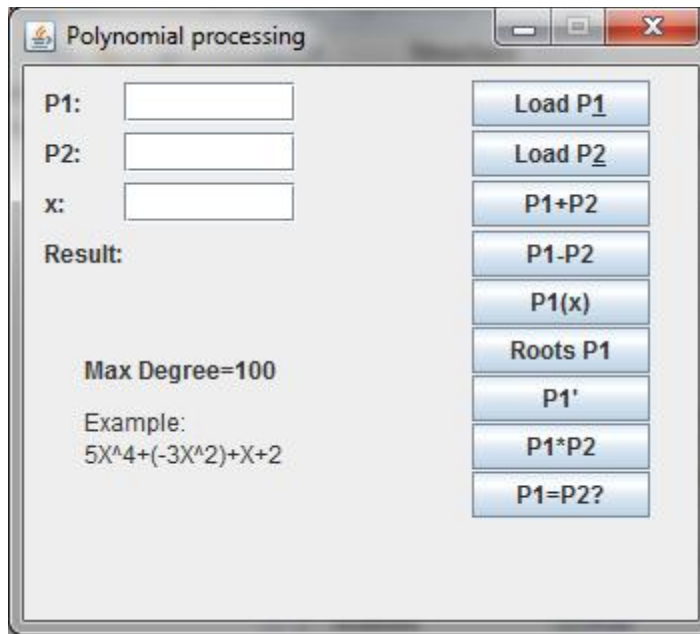 Polynomial processing
P1:
Load P1
P2:
Load P2
x:
P1+P2
Result:
P1-P2
P1(x)
Roots P1
Max Degree=100
P1'
Example:
5X^4+(-3X^2)+X+2
P1*P2
P1=P2?